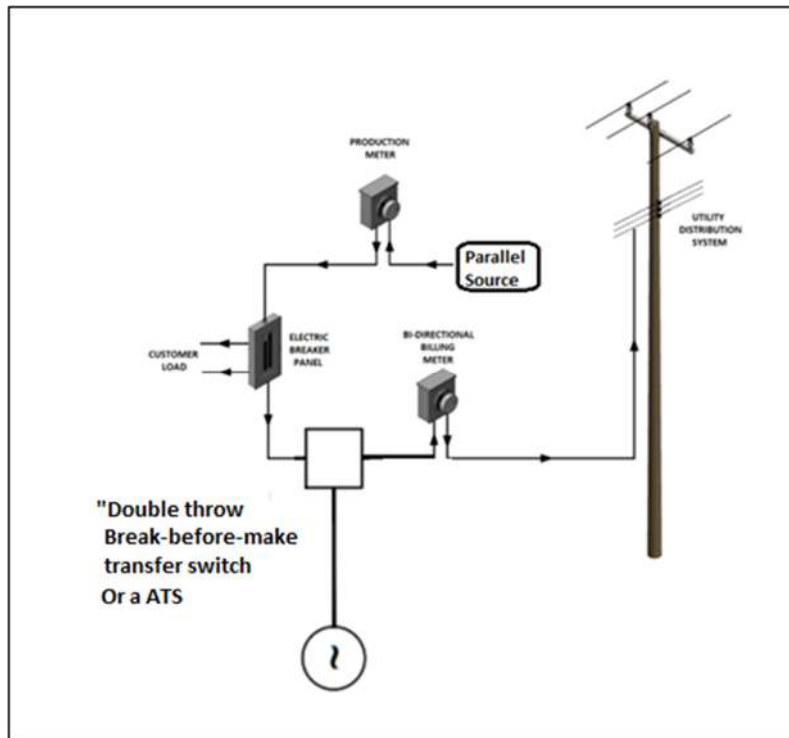 PRODUCTION
METER
Parallel
Source
UTILITY
DISTRIBUTION
SYSTEM
CUSTOMER
LOAD
ELECTRIC
BREAKER
PANEL
BI-DIRECTIONAL
BILLING
METER
"Double throw
Break-before-make
transfer switch
Or a ATS
~